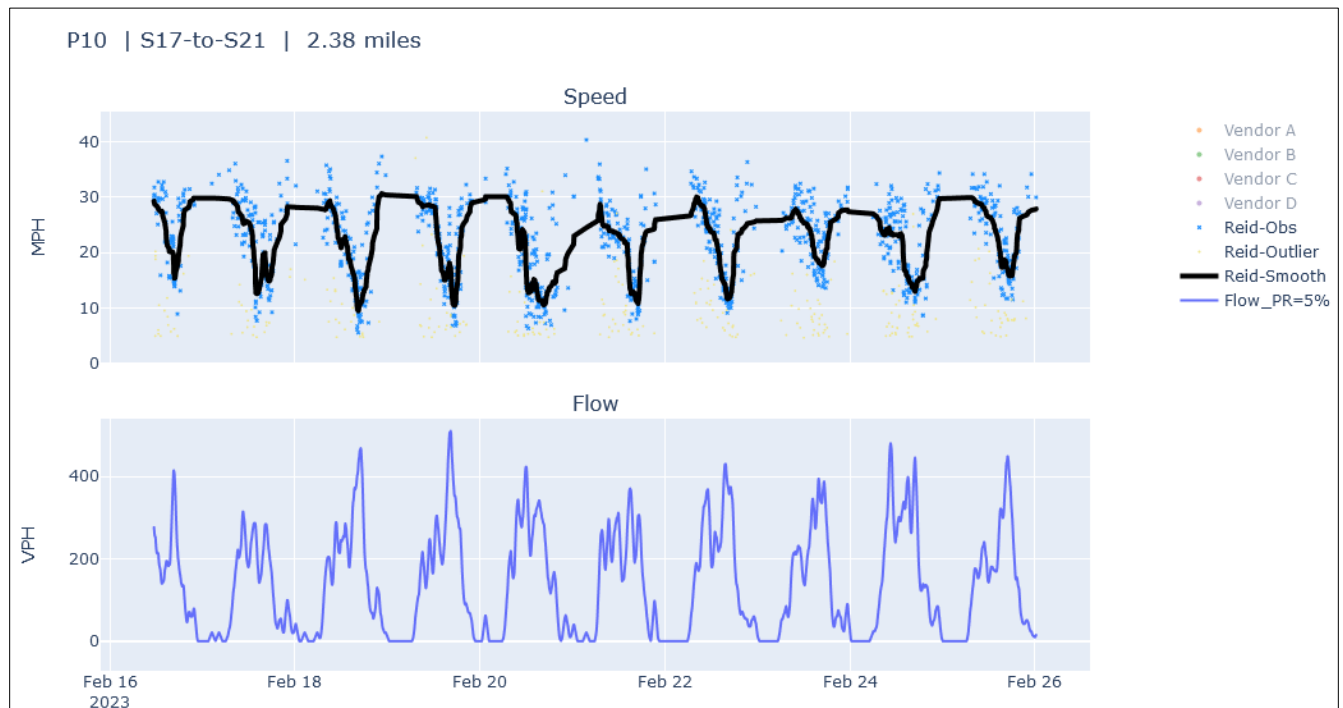 P10 | S17-to-S21 | 2.38 miles
Speed
MPH
40
30
20
10
0
Vendor A
Vendor B
Vendor C
Vendor D
Reid-Obs
Reid-Outlier
Reid-Smooth
Flow_PR=5%
Flow
VPH
400
200
0
Feb 16
2023
Feb 18
Feb 20
Feb 22
Feb 24
Feb 26